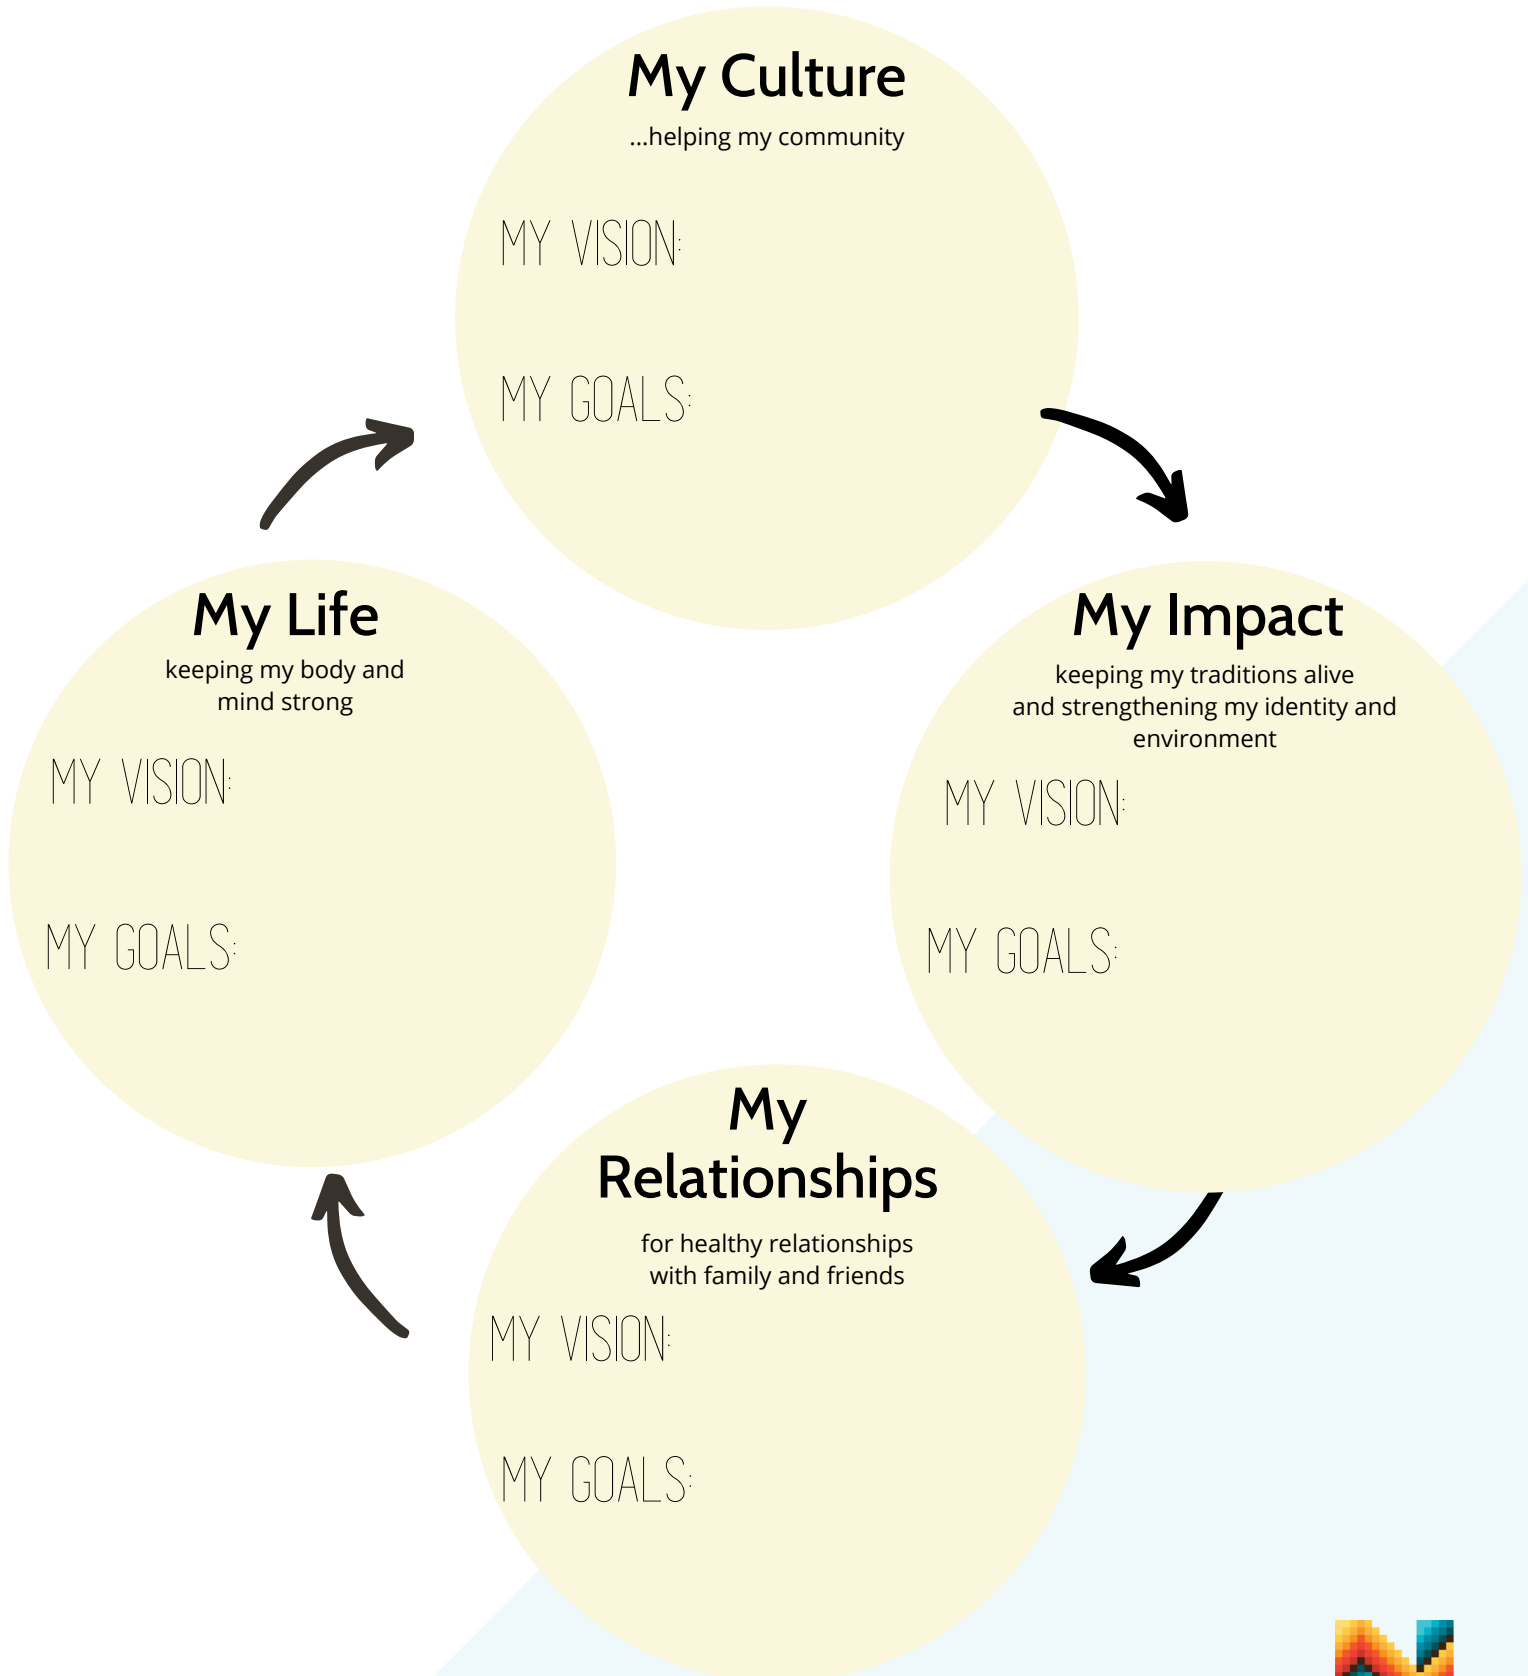 My Culture
...helping my community
MY VISION:
MY GOALS:
My Life
keeping my body and
mind strong
MY VISION:
MY GOALS:
My Impact
keeping my traditions alive
and strengthening my identity and
environment
MY VISION:
MY GOALS:
My
Relationships
for healthy relationships
with family and friends
MY VISION:
MY GOALS: